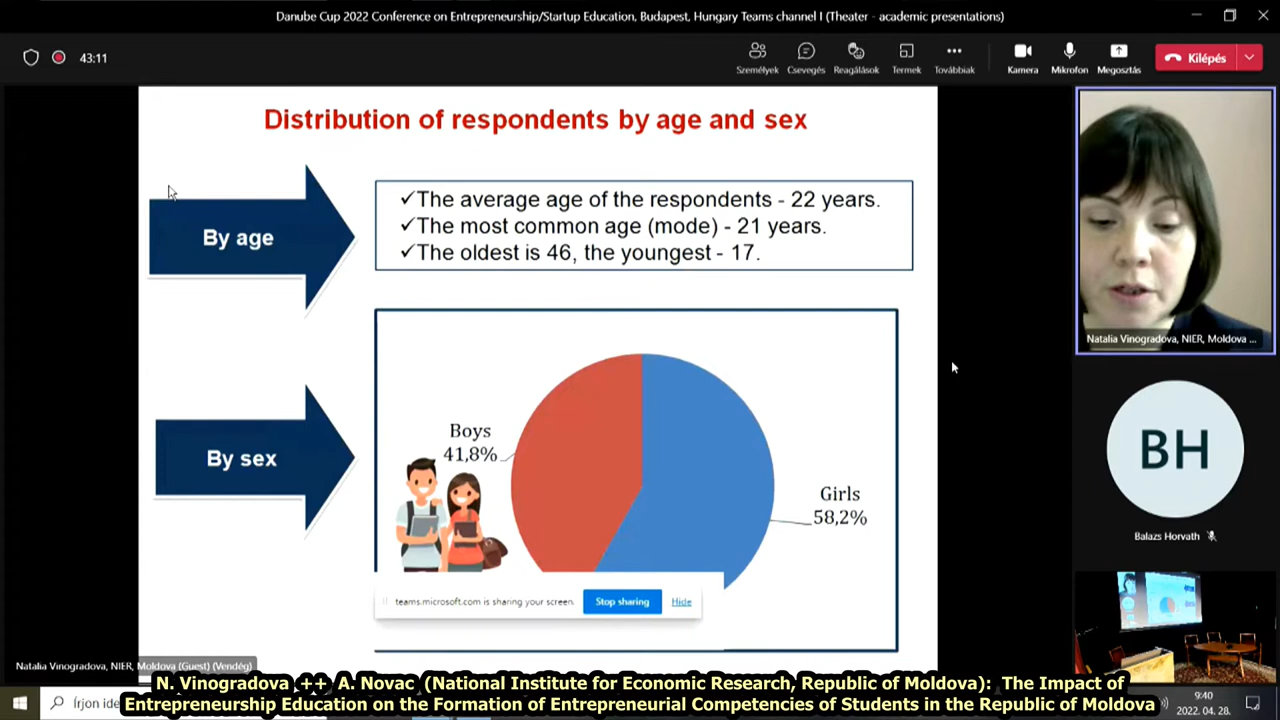 Danube Cup 2022 Conference on Entrepreneurship/Startup Education, Budapest, Hungary Teams channel I (Theater - academic presentations)
43:11
Személyek Csevegés Reagálások Termek Továbbiak Kamera Mikrofon Megosztás Kilépés
Distribution of respondents by age and sex
By age
✓The average age of the respondents - 22 years.
✓The most common age (mode) - 21 years.
✓The oldest is 46, the youngest - 17.
Natalia Vinogradova, NIER, Moldova ...
By sex
Boys
41,8%
Girls
58,2%
BH
Balazs Horvath
teams.microsoft.com is sharing your screen. Stop sharing Hide
Natalia Vinogradova, NIER, Moldova (Guest) (Vendég)
N. Vinogradova ++ A. Novac (National Institute for Economic Research, Republic of Moldova): The Impact of
Entrepreneurship Education on the Formation of Entrepreneurial Competencies of Students in the Republic of Moldova
Írjon ide
9:40
2022. 04. 28.